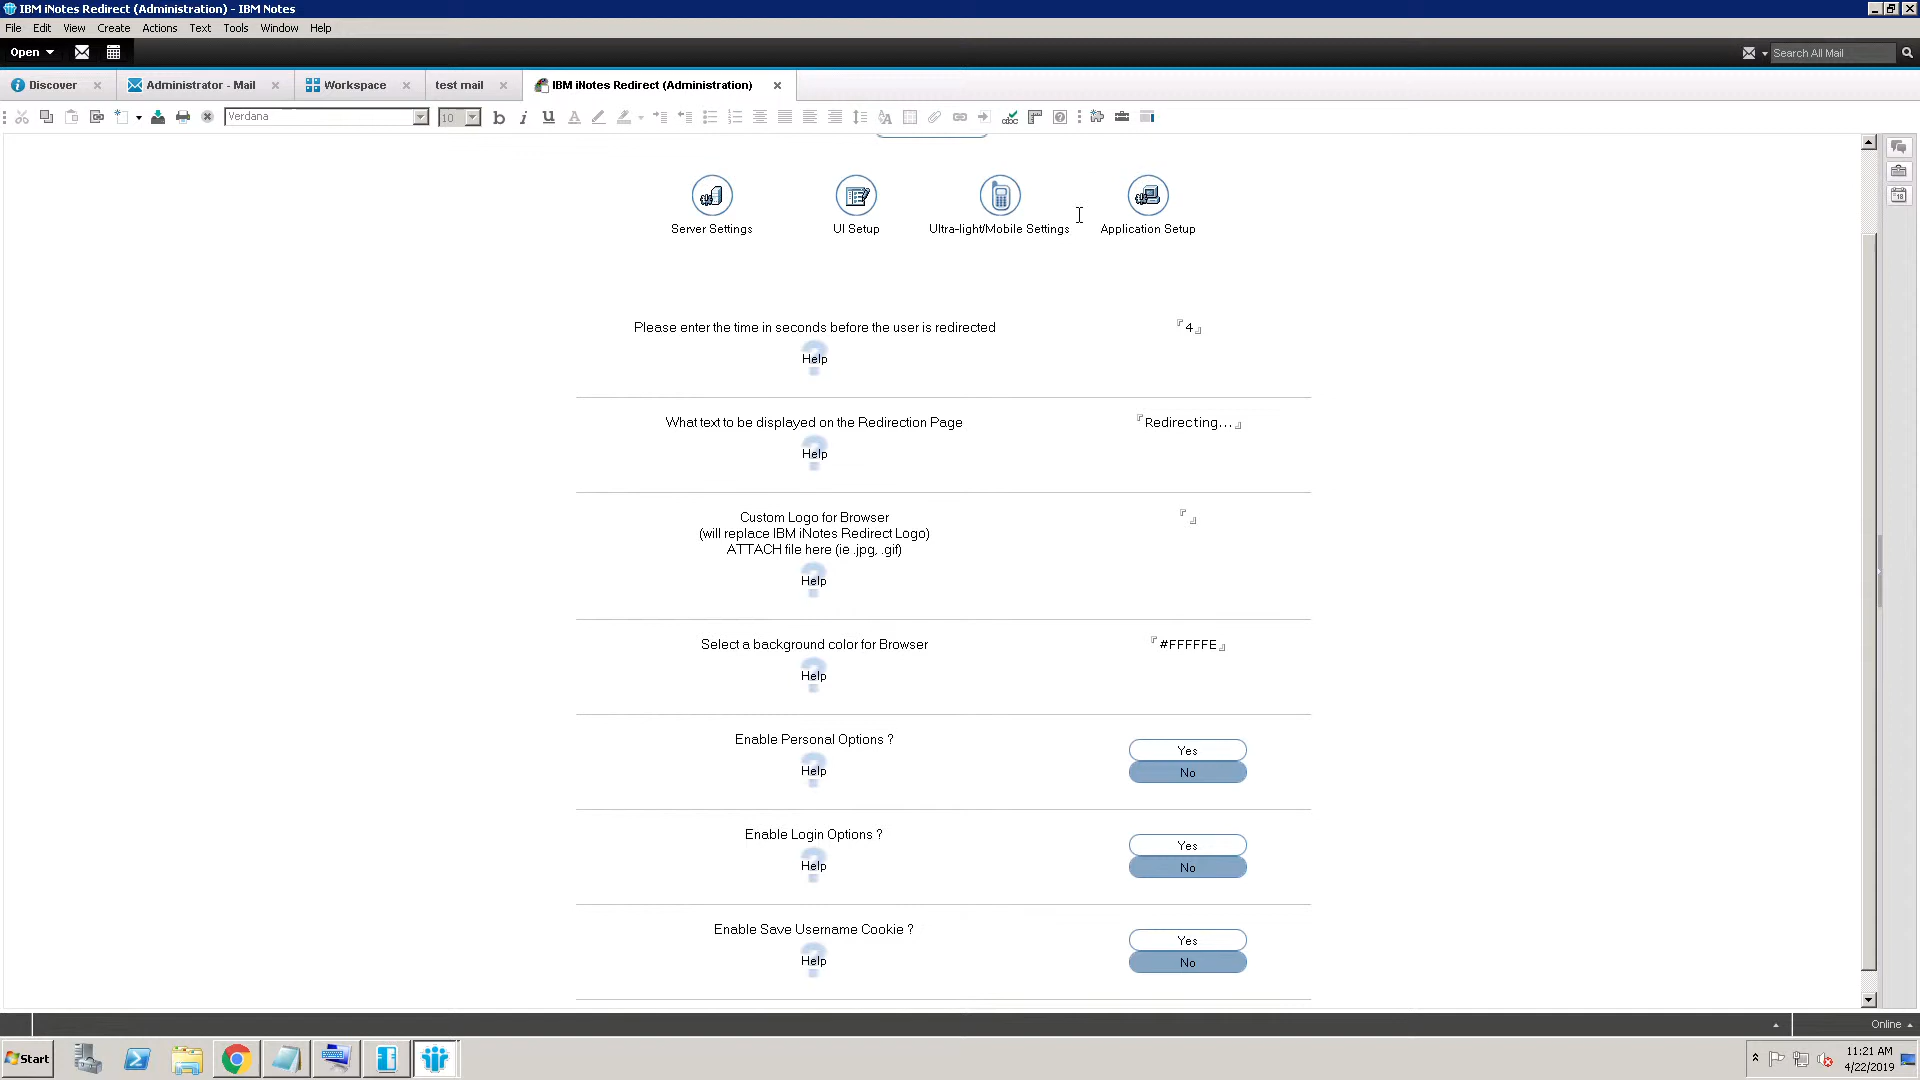 IBM iNotes Redirect (Administration) - IBM Notes
File Edit View Create Actions Text Tools Window Help
Open Search All Mail
Discover Administrator - Mail Workspace test mail IBM iNotes Redirect (Administration)
Verdana 10 b i u
Server Settings UI Setup Ultra-light/Mobile Settings Application Setup
Please enter the time in seconds before the user is redirected 4
Help
What text to be displayed on the Redirection Page Redirecting...
Help
Custom Logo for Browser
(will replace IBM iNotes Redirect Logo)
ATTACH file here (ie .jpg, .gif)
Help
Select a background color for Browser #FFFFFE
Help
Enable Personal Options ?
Yes
Help
No
Enable Login Options ?
Yes
Help
No
Enable Save Username Cookie ?
Yes
Help
No
Online
Start 11:21 AM
4/22/2019